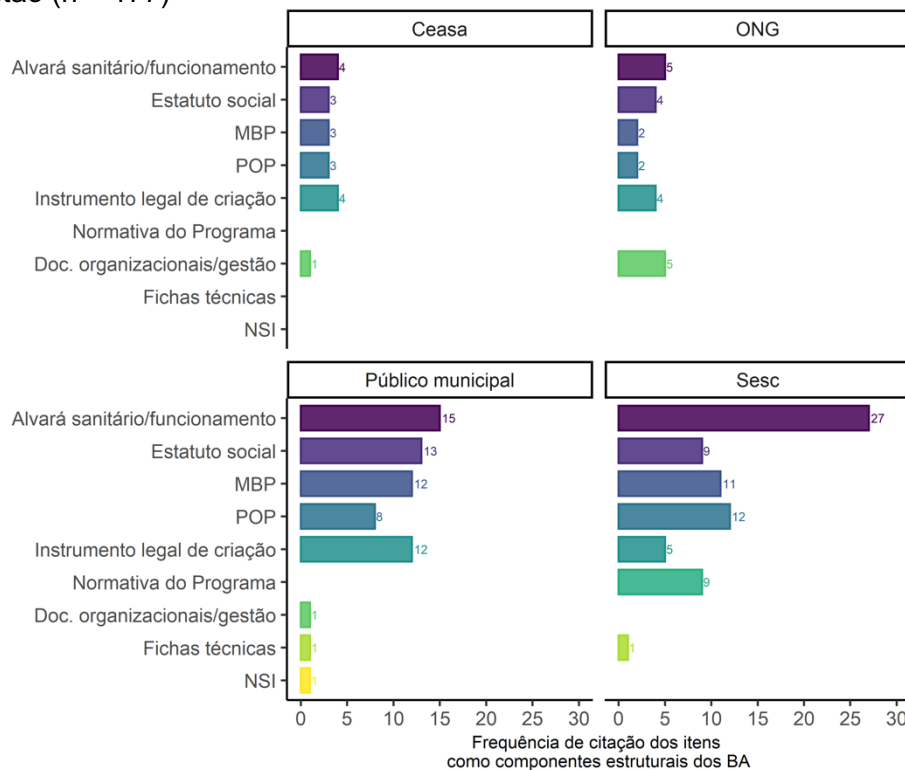 (n = 477)
Ceasa
ONG
Alvará sanitário/funcionamento
4
5
Estatuto social
3
4
MBP
3
2
POP
3
2
Instrumento legal de criação
4
4
Normativa do Programa
Doc. organizacionais/gestão
1
5
Fichas técnicas
NSI
Público municipal
Sesc
Alvará sanitário/funcionamento
15
27
Estatuto social
13
9
MBP
12
11
POP
8
12
Instrumento legal de criação
12
5
Normativa do Programa
9
Doc. organizacionais/gestão
1
Fichas técnicas
1
1
NSI
1
0 5 10 15 20 25 30
0 5 10 15 20 25 30
Frequência de citação dos itens
como componentes estruturais dos BA